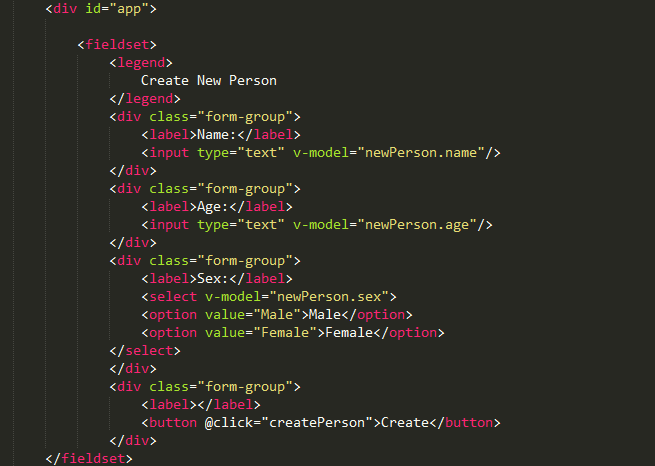 <div id="app">
<fieldset>
<legend>
Create New Person
</legend>
<div class="form-group">
<label>Name:</label>
<input type="text" v-model="newPerson.name"/>
</div>
<div class="form-group">
<label>Age:</label>
<input type="text" v-model="newPerson.age"/>
</div>
<div class="form-group">
<label>Sex:</label>
<select v-model="newPerson.sex">
<option value="Male">Male</option>
<option value="Female">Female</option>
</select>
</div>
<div class="form-group">
<label></label>
<button @click="createPerson">Create</button>
</div>
</fieldset>